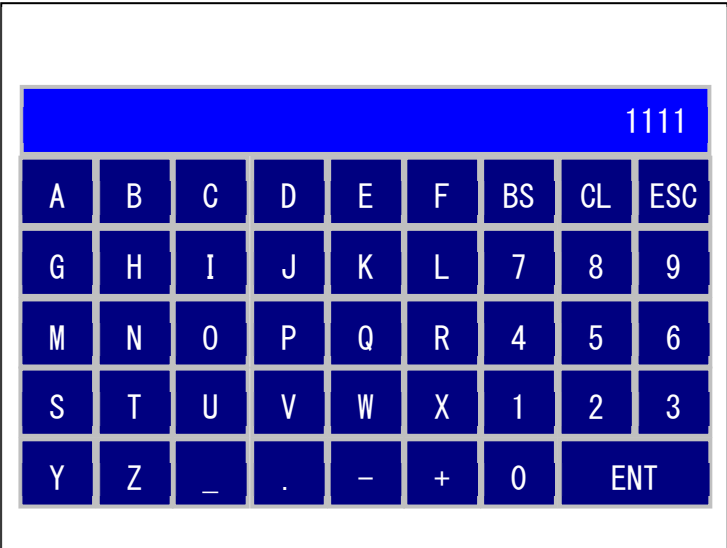 1111
A B C D E F BS CL ESC
G H I J K L 7 8 9
M N O P Q R 4 5 6
S T U V W X 1 2 3
Y Z _ . - + 0 ENT